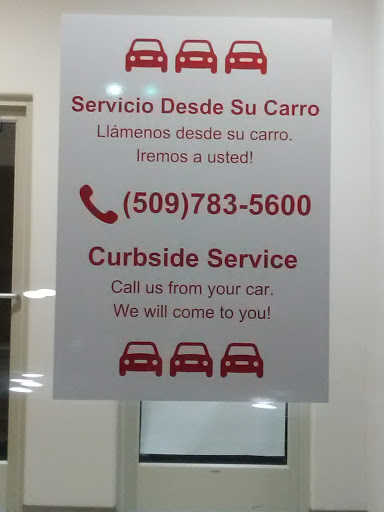 Servicio Desde Su Carro
Llámenos desde su carro.
Iremos a usted!
(509)783-5600
Curbside Service
Call us from your car.
We will come to you!